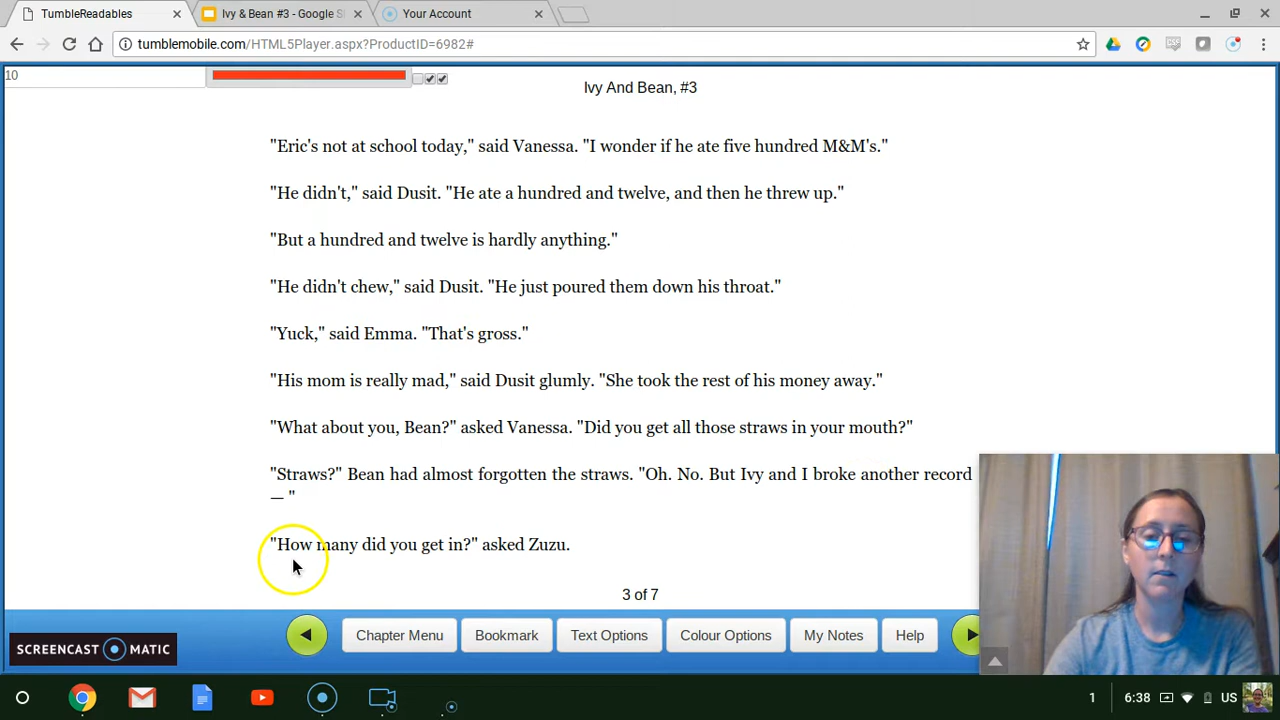 TumbleReadables
Ivy & Bean #3 - Google Sl
Your Account
tumblemobile.com/HTML5Player.aspx?ProductID=6982#
10
Ivy And Bean, #3
"Eric's not at school today," said Vanessa. "I wonder if he ate five hundred M&M's."
"He didn't," said Dusit. "He ate a hundred and twelve, and then he threw up."
"But a hundred and twelve is hardly anything."
"He didn't chew," said Dusit. "He just poured them down his throat."
"Yuck," said Emma. "That's gross."
"His mom is really mad," said Dusit glumly. "She took the rest of his money away."
"What about you, Bean?" asked Vanessa. "Did you get all those straws in your mouth?"
"Straws?" Bean had almost forgotten the straws. "Oh. No. But Ivy and I broke another record
— "
"How many did you get in?" asked Zuzu.
3 of 7
Chapter Menu
Bookmark
Text Options
Colour Options
My Notes
Help
SCREENCAST MATIC
1
6:38
US